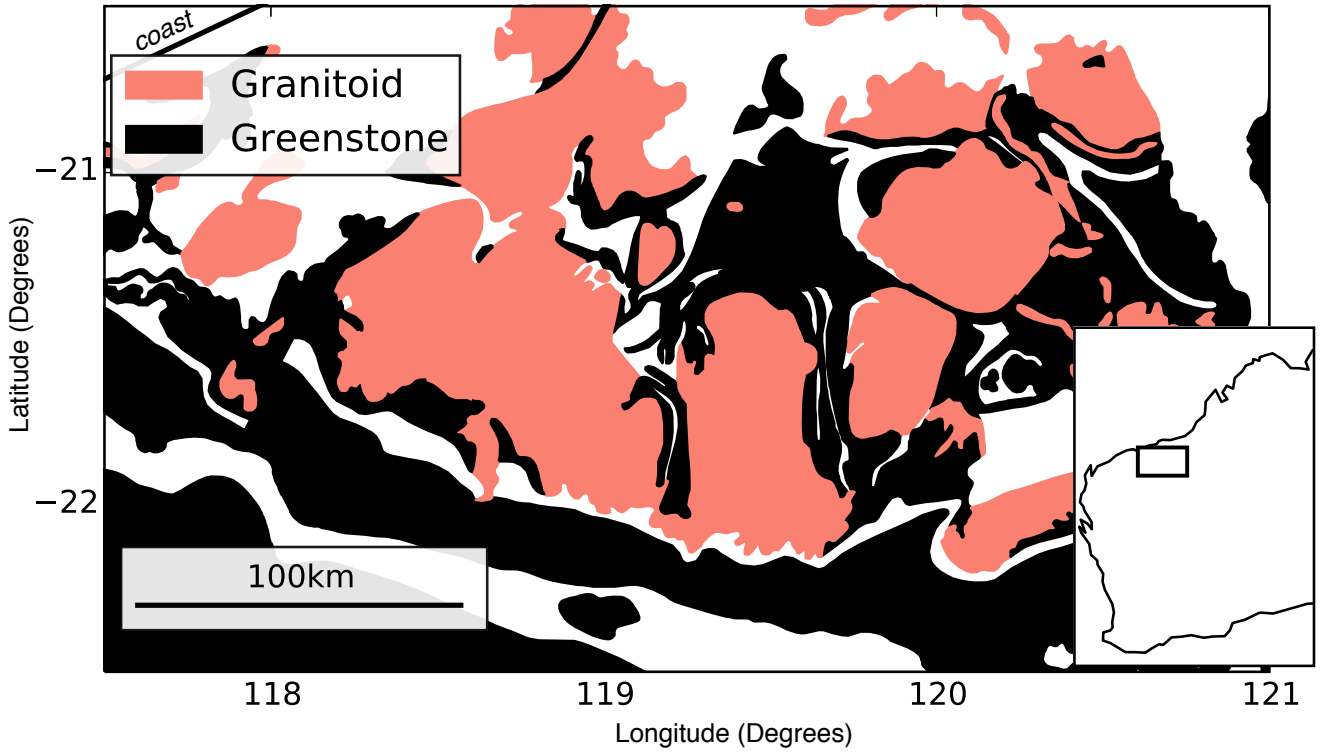 coast
Granitoid
Greenstone
−21
−22
Latitude (Degrees)
100km
118
119
120
121
Longitude (Degrees)